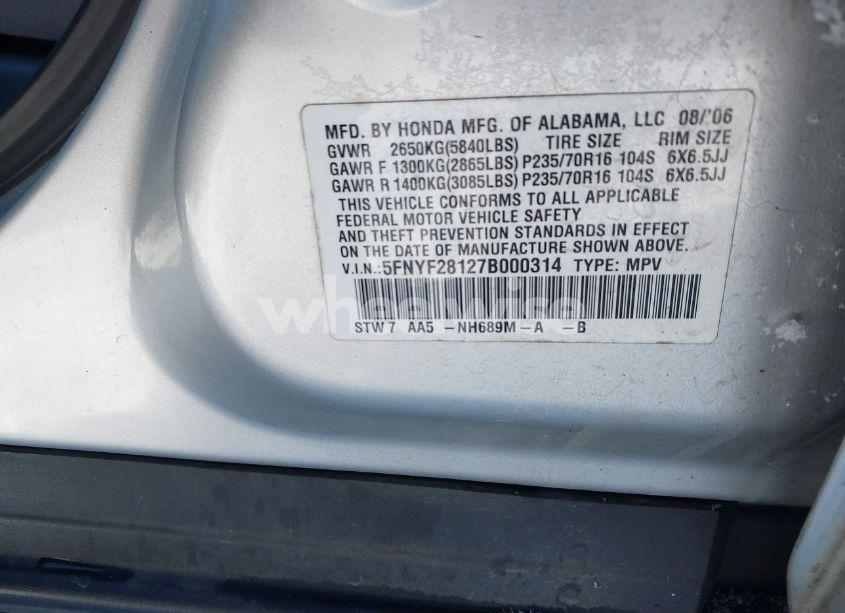 MFD. BY HONDA MFG. OF ALABAMA, LLC 08/'06
GVWR 2650KG(5840LBS) TIRE SIZE RIM SIZE
GAWR F 1300KG(2865LBS) P235/70R16 104S 6X6.5JJ
GAWR R 1400KG(3085LBS) P235/70R16 104S 6X6.5JJ
THIS VEHICLE CONFORMS TO ALL APPLICABLE
FEDERAL MOTOR VEHICLE SAFETY
AND THEFT PREVENTION STANDARDS IN EFFECT
ON THE DATE OF MANUFACTURE SHOWN ABOVE.
V.I.N.:5FNYF28127B000314 TYPE: MPV
wheelwise
STW7 AA5 -NH689M-A -B